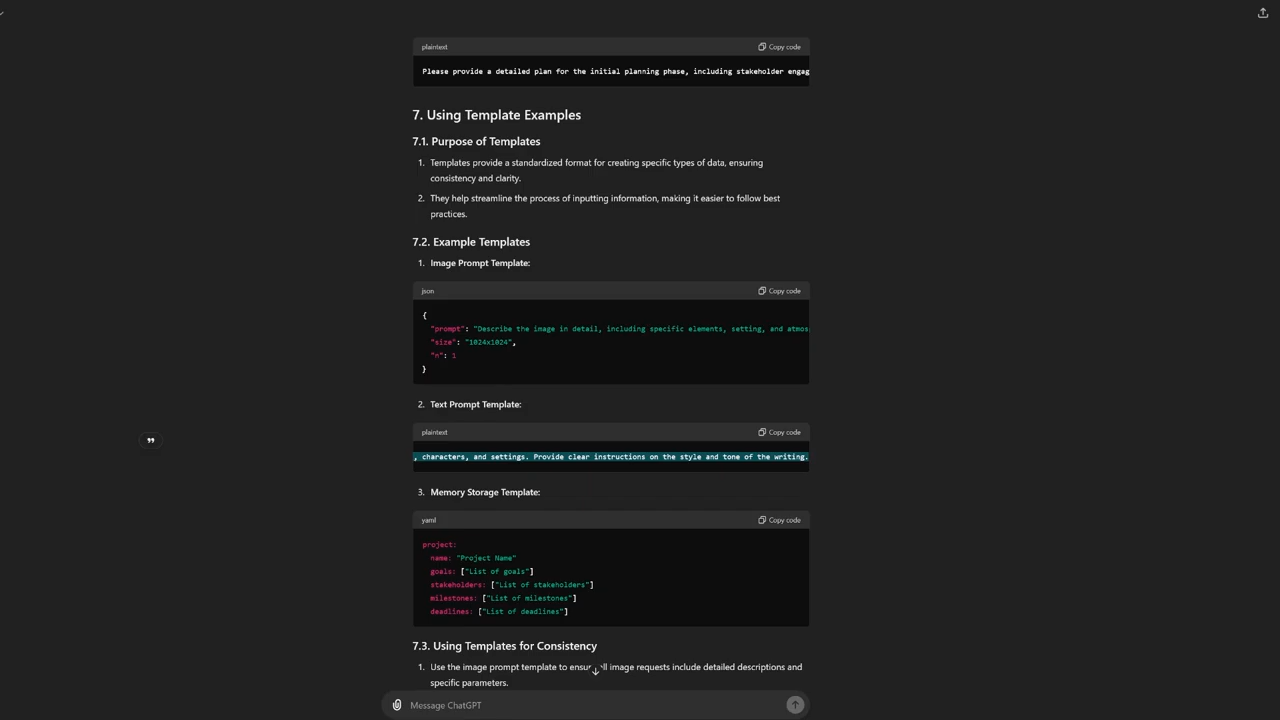 plaintext
Copy code
Please provide a detailed plan for the initial planning phase, including stakeholder engag
7. Using Template Examples
7.1. Purpose of Templates
1. Templates provide a standardized format for creating specific types of data, ensuring
consistency and clarity.
2. They help streamline the process of inputting information, making it easier to follow best
practices.
7.2. Example Templates
1. Image Prompt Template:
json
Copy code
{
"prompt": "Describe the image in detail, including specific elements, setting, and atmos
"size": "1024x1024",
"n": 1
}
2. Text Prompt Template:
plaintext
Copy code
, characters, and settings. Provide clear instructions on the style and tone of the writing.
3. Memory Storage Template:
yaml
Copy code
project:
name: "Project Name"
goals: ["List of goals"]
stakeholders: ["List of stakeholders"]
milestones: ["List of milestones"]
deadlines: ["List of deadlines"]
7.3. Using Templates for Consistency
1. Use the image prompt template to ensure all image requests include detailed descriptions and
specific parameters.
Message ChatGPT